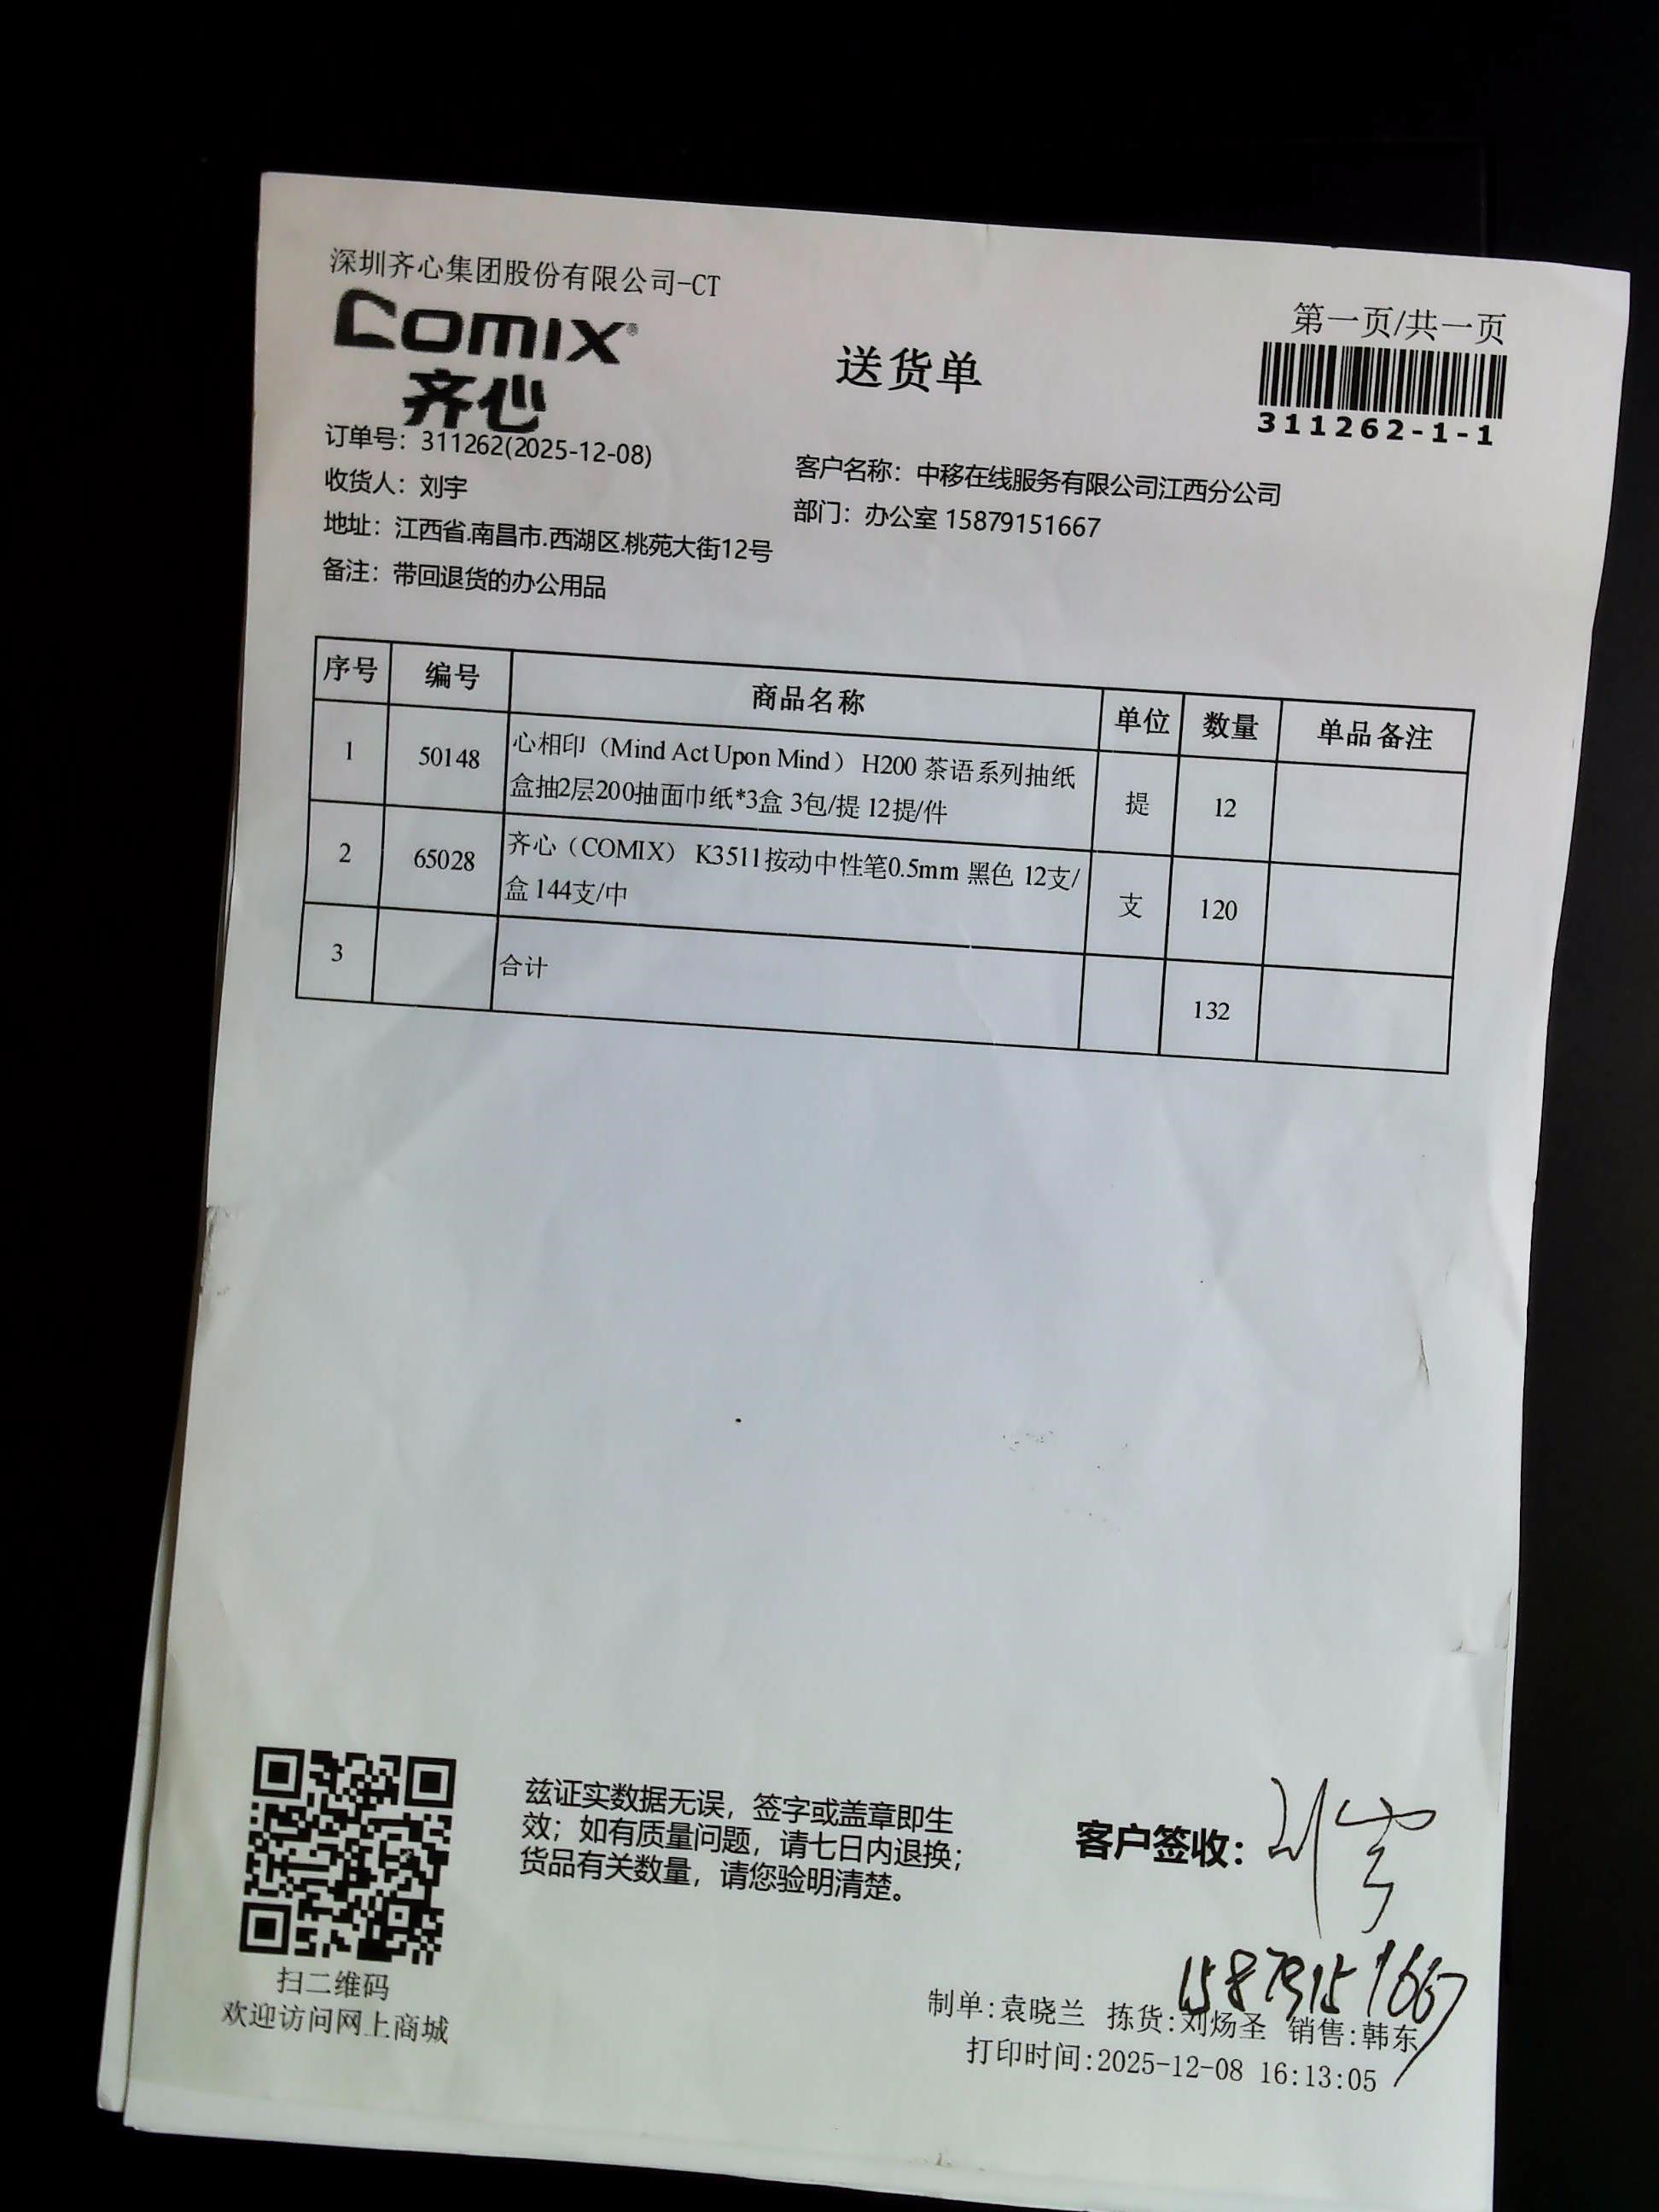 深圳齐心集团股份有限公司-CT
COMIX®
齐心
送货单
第一页/共一页
311262-1-1
订单号：311262(2025-12-08)
客户名称：中移在线服务有限公司江西分公司
收货人：刘宇
部门：办公室 15879151667
地址：江西省.南昌市.西湖区.桃苑大街12号
备注：带回退货的办公用品
序号 编号 商品名称 单位 数量 单品备注
1 50148 心相印（Mind Act Upon Mind） H200 茶语系列抽纸
盒抽2层200抽面巾纸*3盒 3包/提 12提/件 提 12
2 65028 齐心（COMIX） K3511按动中性笔0.5mm 黑色 12支/
盒 144支/中 支 120
3 合计 132
兹证实数据无误，签字或盖章即生
效；如有质量问题，请七日内退换；
货品有关数量，请您验明清楚。
客户签收：刘宇
15879151667
扫二维码
欢迎访问网上商城
制单:袁晓兰 拣货:刘炀圣 销售:韩东
打印时间:2025-12-08 16:13:05